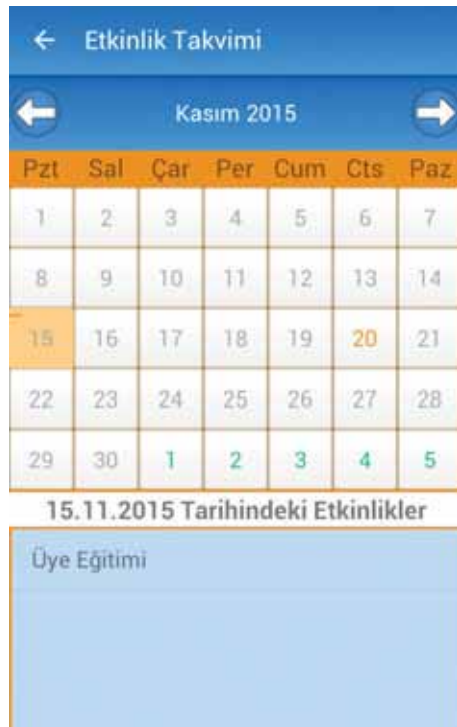 Etkinlik Takvimi
Kasım 2015
Pzt Sal Çar Per Cum Cts Paz
1 2 3 4 5 6 7
8 9 10 11 12 13 14
15 16 17 18 19 20 21
22 23 24 25 26 27 28
29 30 1 2 3 4 5
15.11.2015 Tarihindeki Etkinlikler
Üye Eğitimi